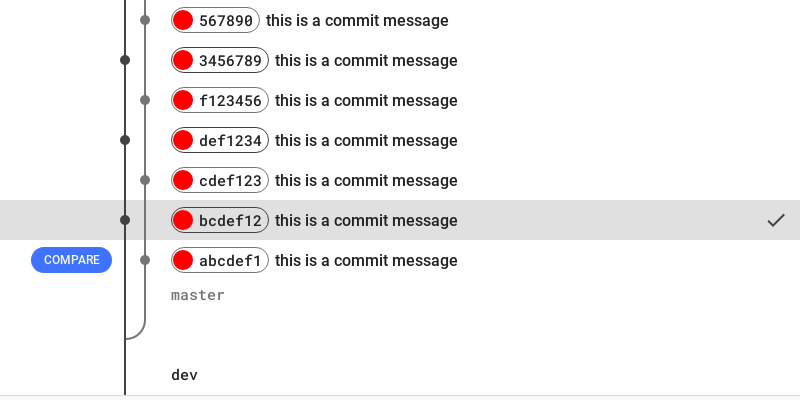 567890 this is a commit message
3456789 this is a commit message
f123456 this is a commit message
def1234 this is a commit message
cdef123 this is a commit message
bcdef12 this is a commit message
COMPARE abcdef1 this is a commit message
master
dev